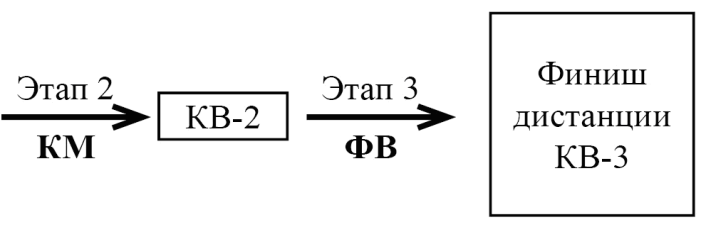 Этап 2
КМ
КВ-2
Этап 3
ФВ
Финиш
дистанции
КВ-3